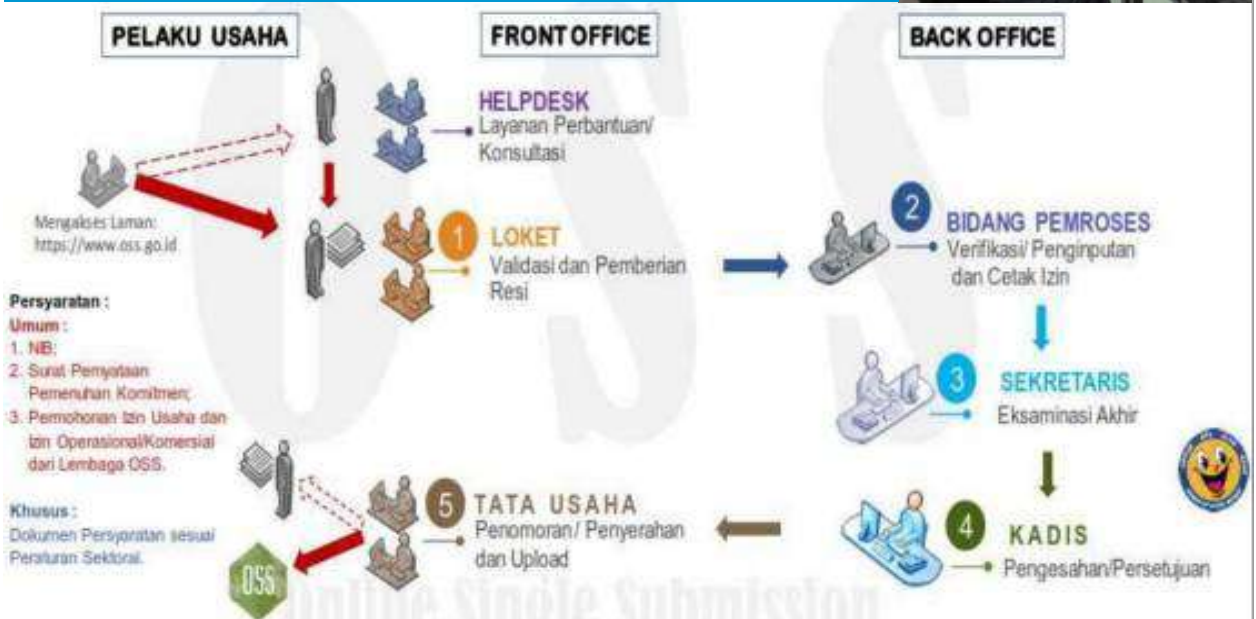 PELAKU USAHA
FRONT OFFICE
BACK OFFICE
HELPDESK
Layanan Perbantuan/
Konsultasi
Mengakses Laman:
https://www.oss.go.id
1
LOKET
Validasi dan Pemberian
Resi
2
BIDANG PEMROSES
Verifikasi/ Penginputan
dan Cetak Izin
Persyaratan :
Umum :
1. NIB;
2. Surat Pernyataan
Pemenuhan Komitmen;
3. Permohonan Izin Usaha dan
Izin Operasional/Komersial
dari Lembaga OSS.
Khusus :
Dokumen Persyaratan sesuai
Peraturan Sektoral.
3
SEKRETARIS
Eksaminasi Akhir
4
KADIS
Pengesahan/Persetujuan
5
TATA USAHA
Penomoran / Penyerahan
dan Upload
OSS
OSS
Online Single Submission